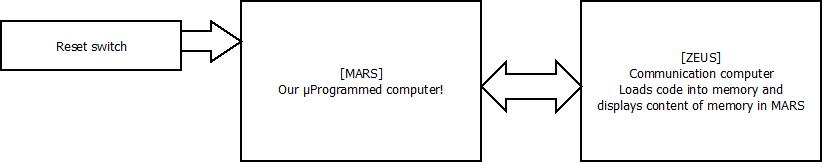 Reset switch
[MARS]
Our µProgrammed computer!
[ZEUS]
Communication computer
Loads code into memory and
displays content of memory in MARS